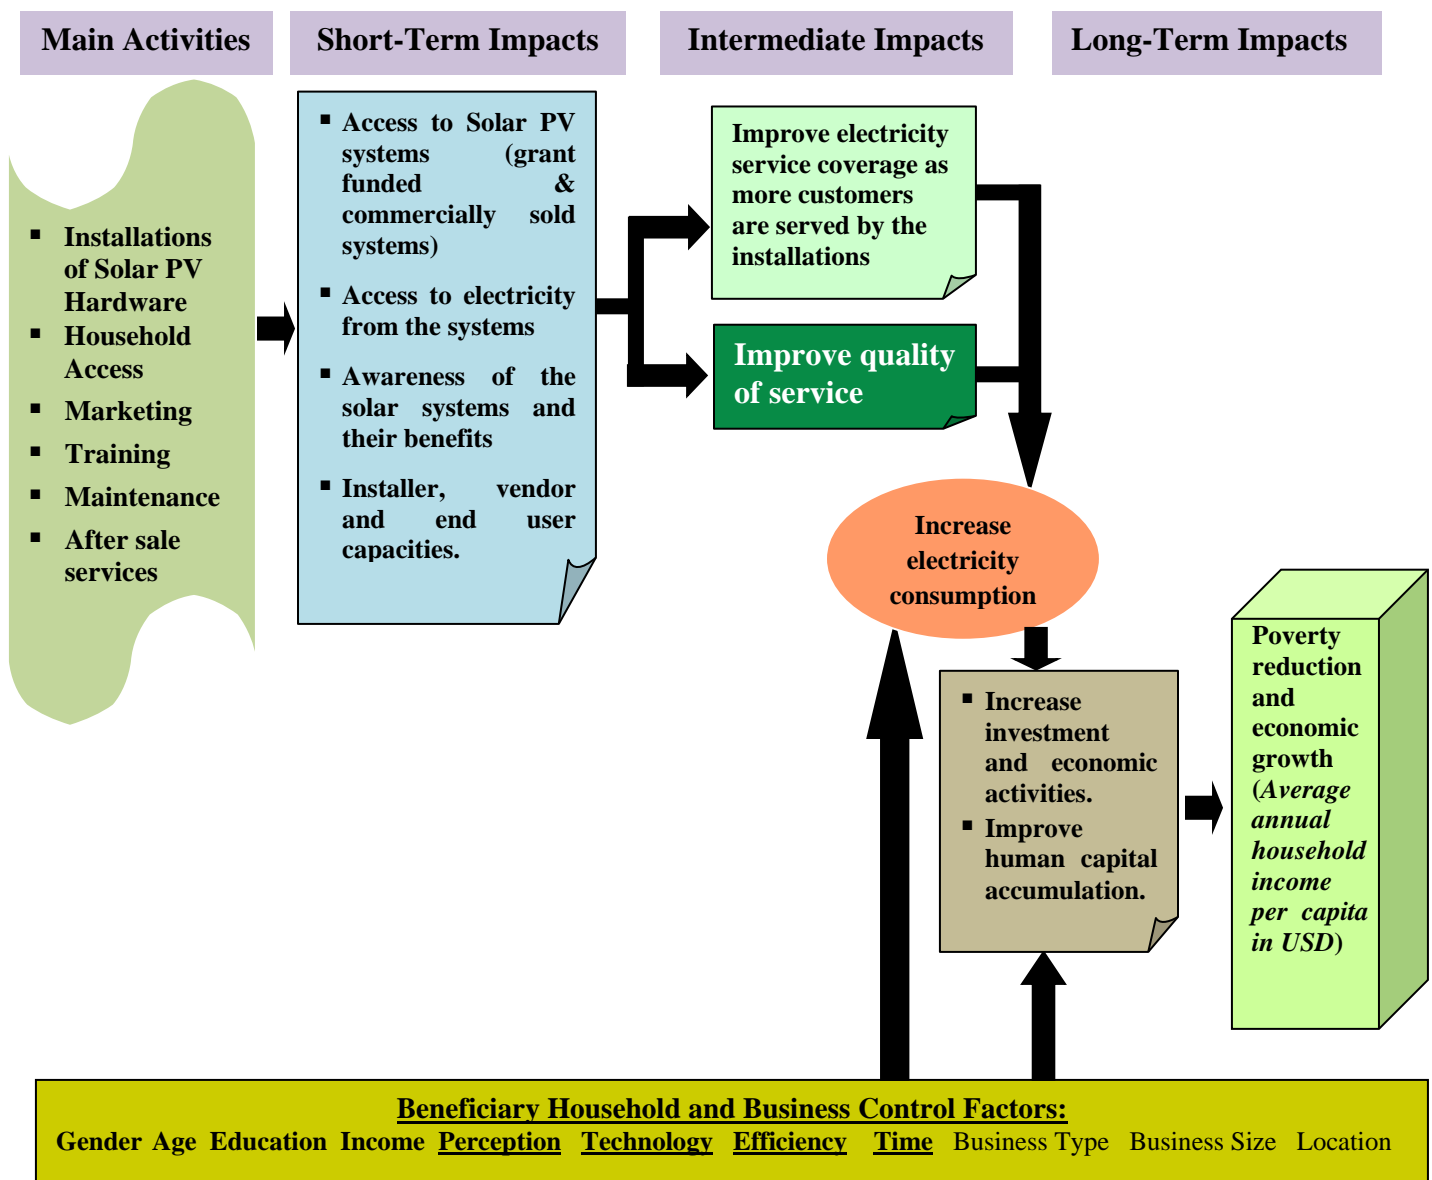 Main Activities
Short-Term Impacts
Intermediate Impacts
Long-Term Impacts
▪ Installations
of Solar PV
Hardware
▪ Household
Access
▪ Marketing
▪ Training
▪ Maintenance
▪ After sale
services
▪ Access to Solar PV
systems (grant
funded &
commercially sold
systems)
▪ Access to electricity
from the systems
▪ Awareness of the
solar systems and
their benefits
▪ Installer, vendor
and end user
capacities.
Improve electricity
service coverage as
more customers
are served by the
installations
Improve quality
of service
Increase
electricity
consumption
▪ Increase
investment
and economic
activities.
▪ Improve
human capital
accumulation.
Poverty
reduction
and
economic
growth
(Average
annual
household
income
per capita
in USD)
Beneficiary Household and Business Control Factors:
Gender Age Education Income Perception Technology Efficiency Time Business Type Business Size Location